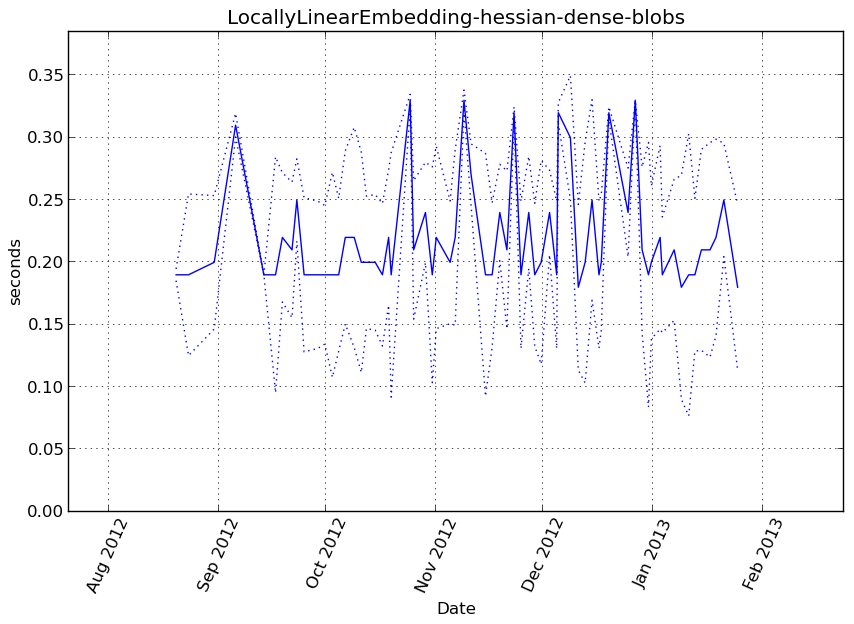 LocallyLinearEmbedding-hessian-dense-blobs
0.35
0.30
0.25
0.20
0.15
0.10
0.05
0.00
seconds
Aug 2012
Sep 2012
Oct 2012
Nov 2012
Dec 2012
Jan 2013
Feb 2013
Date